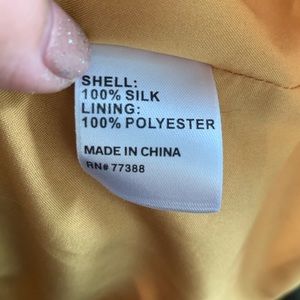 SHELL:
100% SILK
LINING:
100% POLYESTER
MADE IN CHINA
RN# 77388